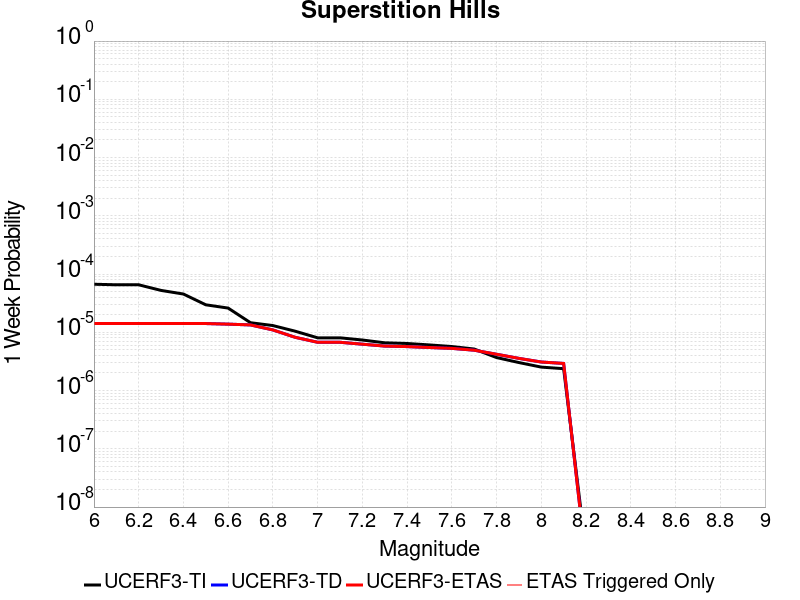 Superstition Hills
10^0
10^-1
10^-2
10^-3
10^-4
10^-5
10^-6
10^-7
10^-8
1 Week Probability
6 6.2 6.4 6.6 6.8 7 7.2 7.4 7.6 7.8 8 8.2 8.4 8.6 8.8 9
Magnitude
UCERF3-TI UCERF3-TD UCERF3-ETAS ETAS Triggered Only